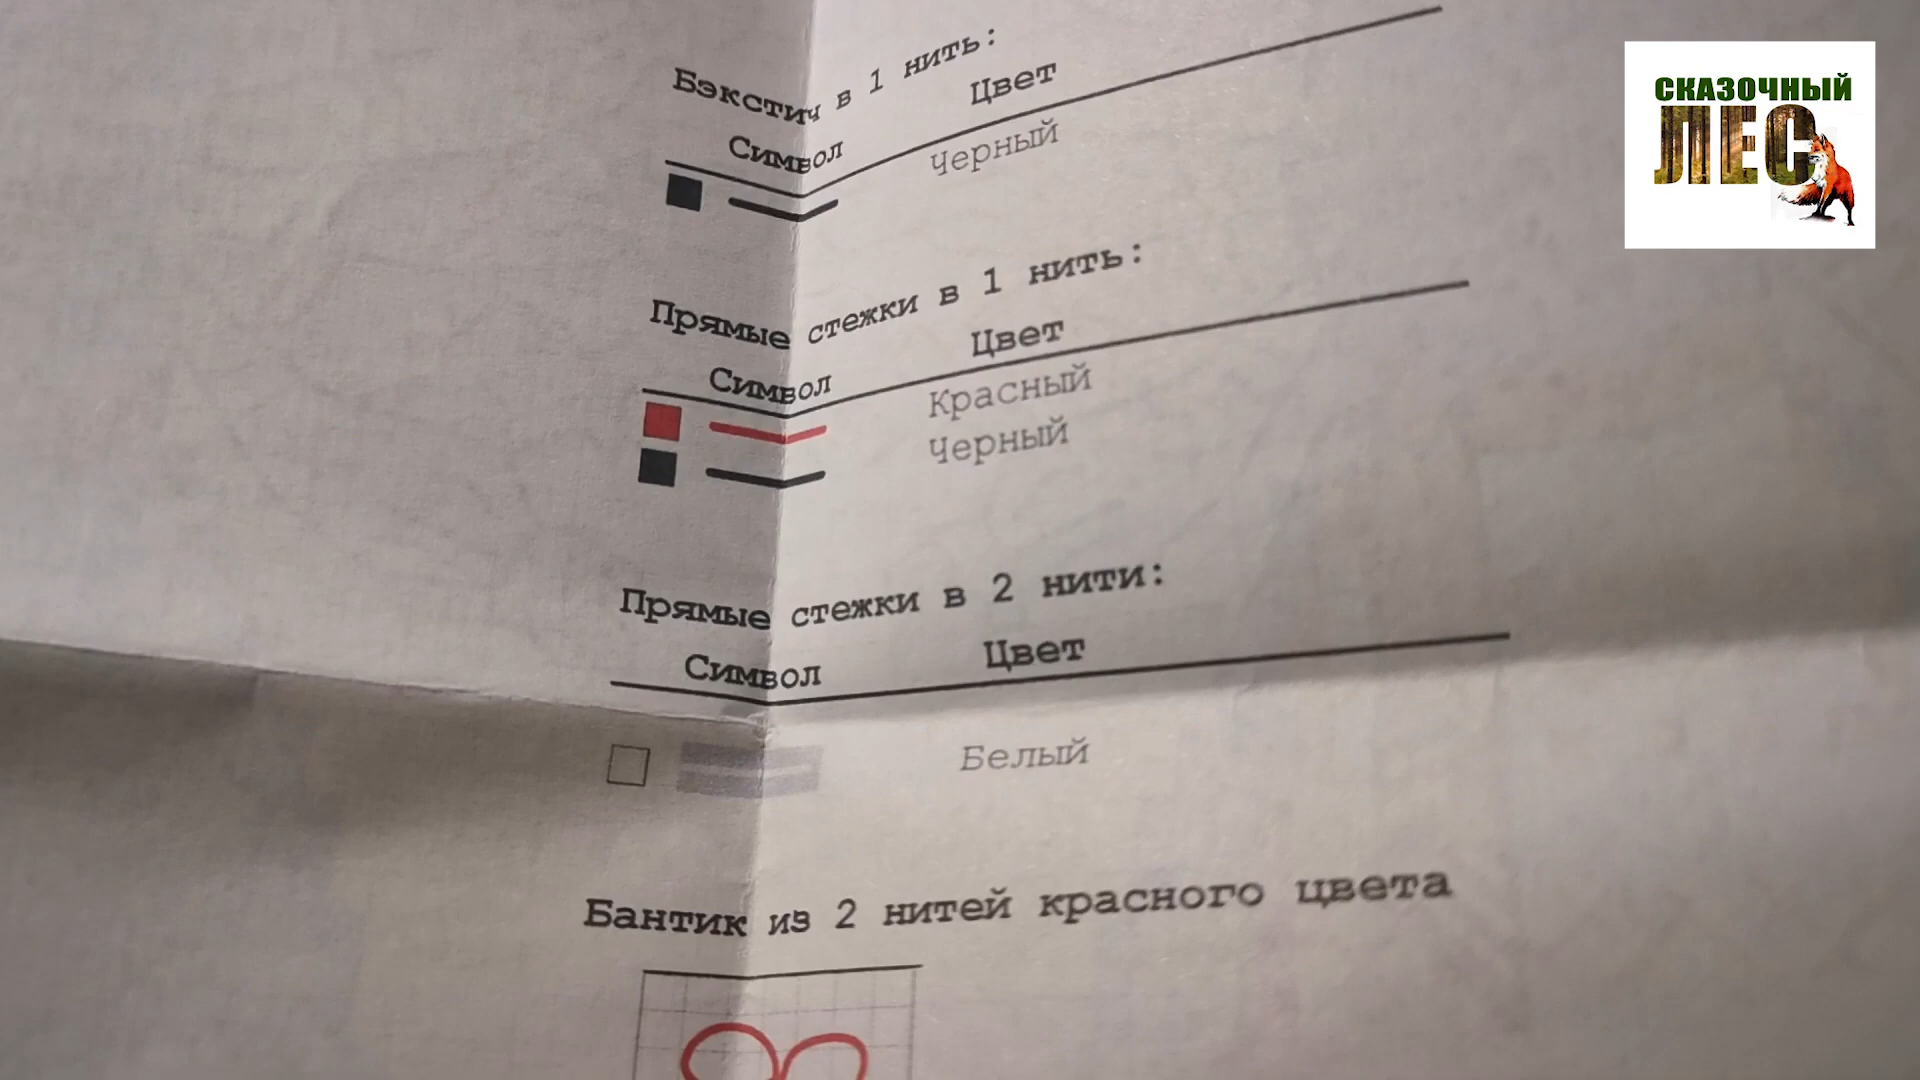 Бэкстич в 1 нить:
Символ Цвет
Черный
Прямые стежки в 1 нить:
Символ Цвет
Красный
Черный
Прямые стежки в 2 нити:
Символ Цвет
Белый
Бантик из 2 нитей красного цвета
СКАЗОЧНЫЙ
ЛЕС